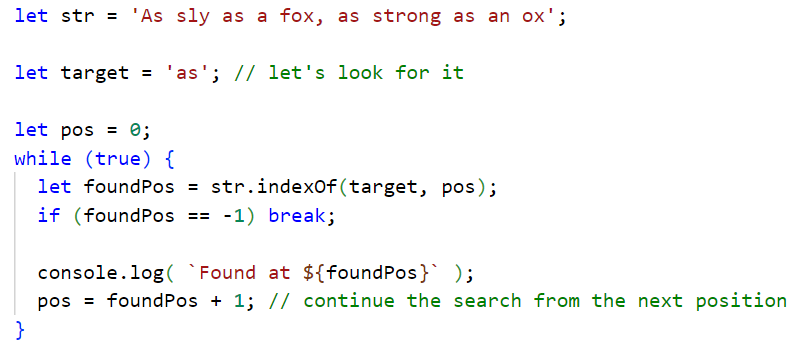 let str = 'As sly as a fox, as strong as an ox';
let target = 'as'; // let's look for it
let pos = 0;
while (true) {
  let foundPos = str.indexOf(target, pos);
  if (foundPos == -1) break;
  console.log( `Found at ${foundPos}` );
  pos = foundPos + 1; // continue the search from the next position
}